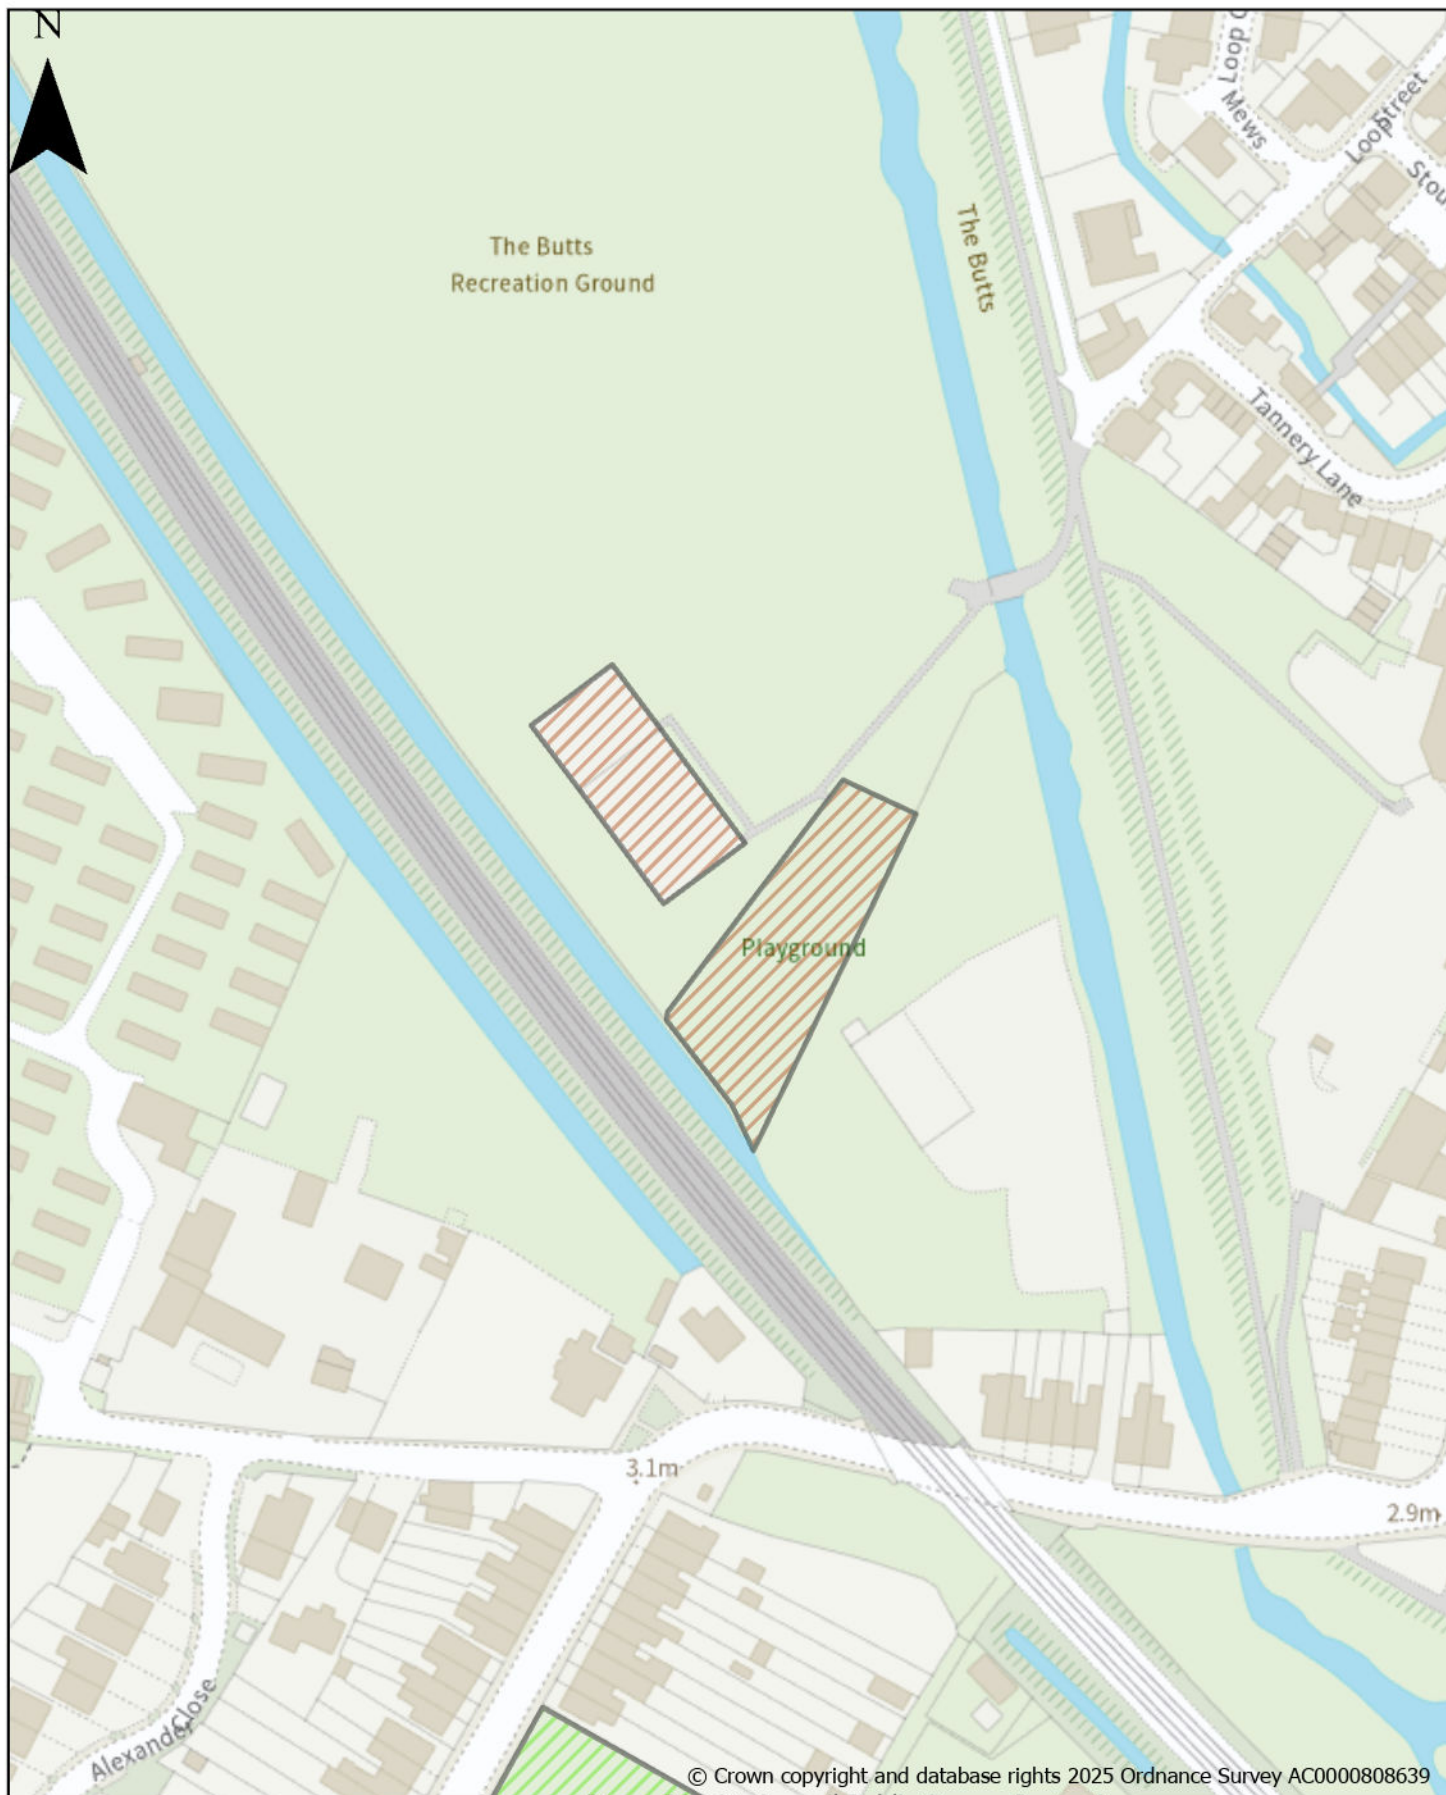 N
Loop
Mews
Loop Street
The Butts
Recreation Ground
The Butts
Tannery Lane
Playground
3.1m
2.9m
Alexander Close
© Crown copyright and database rights 2025 Ordnance Survey AC0000808639